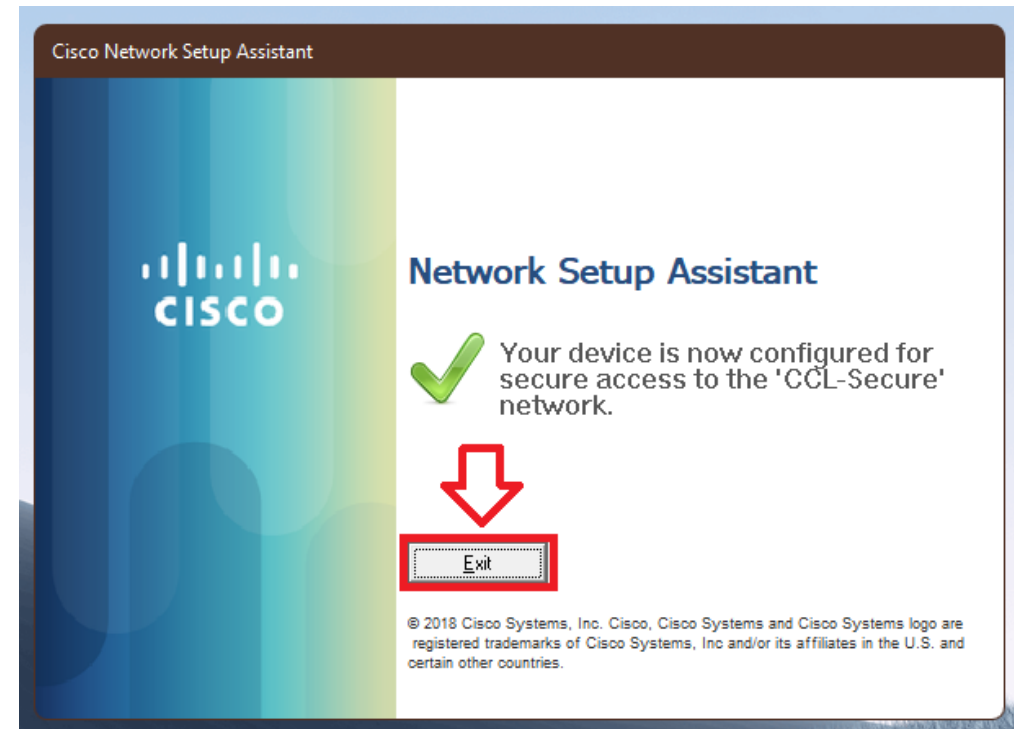 Cisco Network Setup Assistant
CISCO
Network Setup Assistant
Your device is now configured for
secure access to the 'CCL-Secure'
network.
Exit
© 2018 Cisco Systems, Inc. Cisco, Cisco Systems and Cisco Systems logo are
registered trademarks of Cisco Systems, Inc and/or its affiliates in the U.S. and
certain other countries.